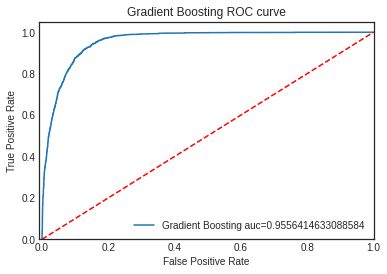 Gradient Boosting ROC curve
1.0
0.8
0.6
0.4
0.2
0.0
True Positive Rate
Gradient Boosting auc=0.9556414633088584
0.0 0.2 0.4 0.6 0.8 1.0
False Positive Rate